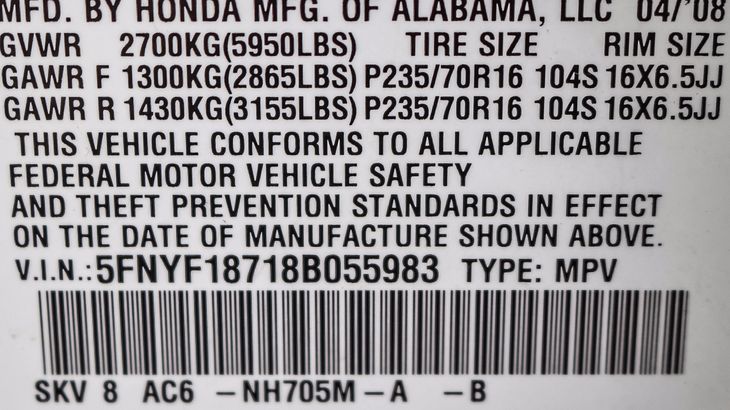 MFD. BY HONDA MFG. OF ALABAMA, LLC 04/'08
GVWR 2700KG(5950LBS) TIRE SIZE RIM SIZE
GAWR F 1300KG(2865LBS) P235/70R16 104S 16X6.5JJ
GAWR R 1430KG(3155LBS) P235/70R16 104S 16X6.5JJ
THIS VEHICLE CONFORMS TO ALL APPLICABLE
FEDERAL MOTOR VEHICLE SAFETY
AND THEFT PREVENTION STANDARDS IN EFFECT
ON THE DATE OF MANUFACTURE SHOWN ABOVE.
V.I.N.: 5FNYF18718B055983 TYPE: MPV
SKV 8 AC6 – NH705M – A – B